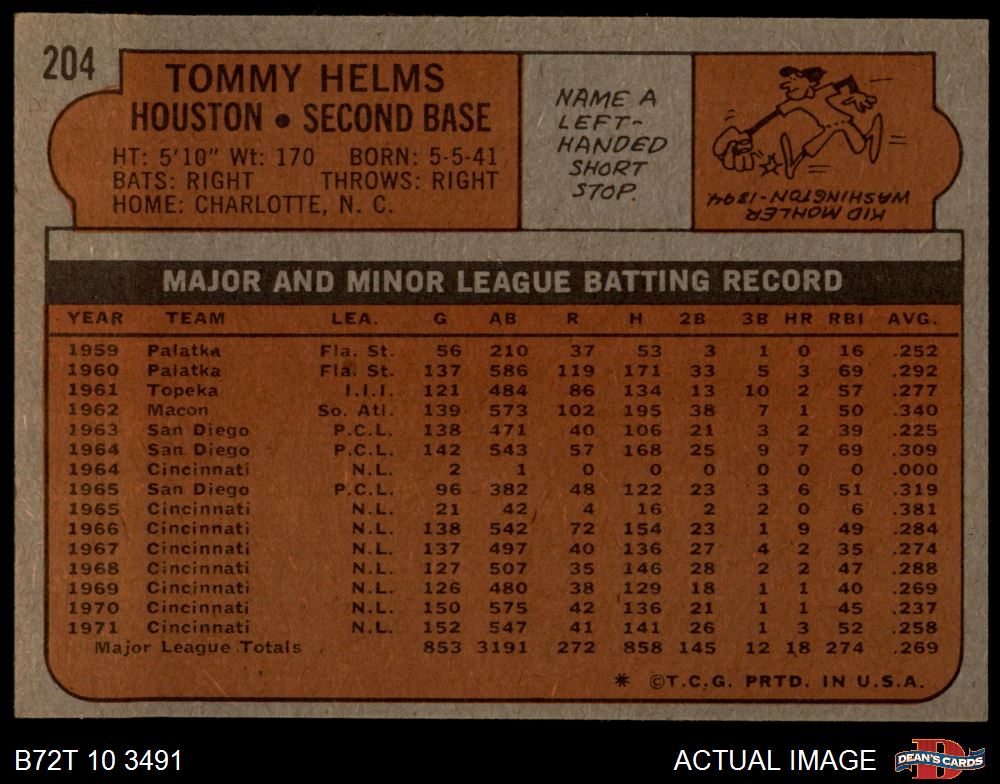 204
TOMMY HELMS
HOUSTON • SECOND BASE
HT: 5'10" Wt: 170 BORN: 5-5-41
BATS: RIGHT THROWS: RIGHT
HOME: CHARLOTTE, N. C.
NAME A
LEFT-
HANDED
SHORT
STOP.
KID MOHLER
WASHINGTON-1894.
MAJOR AND MINOR LEAGUE BATTING RECORD
YEAR TEAM LEA. G AB R H 2B 3B HR RBI AVG.
1959 Palatka Fla. St. 56 210 37 53 3 1 0 16 .252
1960 Palatka Fla. St. 137 586 119 171 33 5 3 69 .292
1961 Topeka I.I.I. 121 484 86 134 13 10 2 57 .277
1962 Macon So. Atl. 139 573 102 195 38 7 1 50 .340
1963 San Diego P.C.L. 138 471 40 106 21 3 2 39 .225
1964 San Diego P.C.L. 142 543 57 168 25 9 7 69 .309
1964 Cincinnati N.L. 2 1 0 0 0 0 0 0 .000
1965 San Diego P.C.L. 96 382 48 122 23 3 6 51 .319
1965 Cincinnati N.L. 21 42 4 16 2 2 0 6 .381
1966 Cincinnati N.L. 138 542 72 154 23 1 9 49 .284
1967 Cincinnati N.L. 137 497 40 136 27 4 2 35 .274
1968 Cincinnati N.L. 127 507 35 146 28 2 2 47 .288
1969 Cincinnati N.L. 126 480 38 129 18 1 1 40 .269
1970 Cincinnati N.L. 150 575 42 136 21 1 1 45 .237
1971 Cincinnati N.L. 152 547 41 141 26 1 3 52 .258
Major League Totals 853 3191 272 858 145 12 18 274 .269
* ©T.C.G. PRTD. IN U.S.A.
B72T 10 3491 ACTUAL IMAGE
D
DEAN'S CARDS